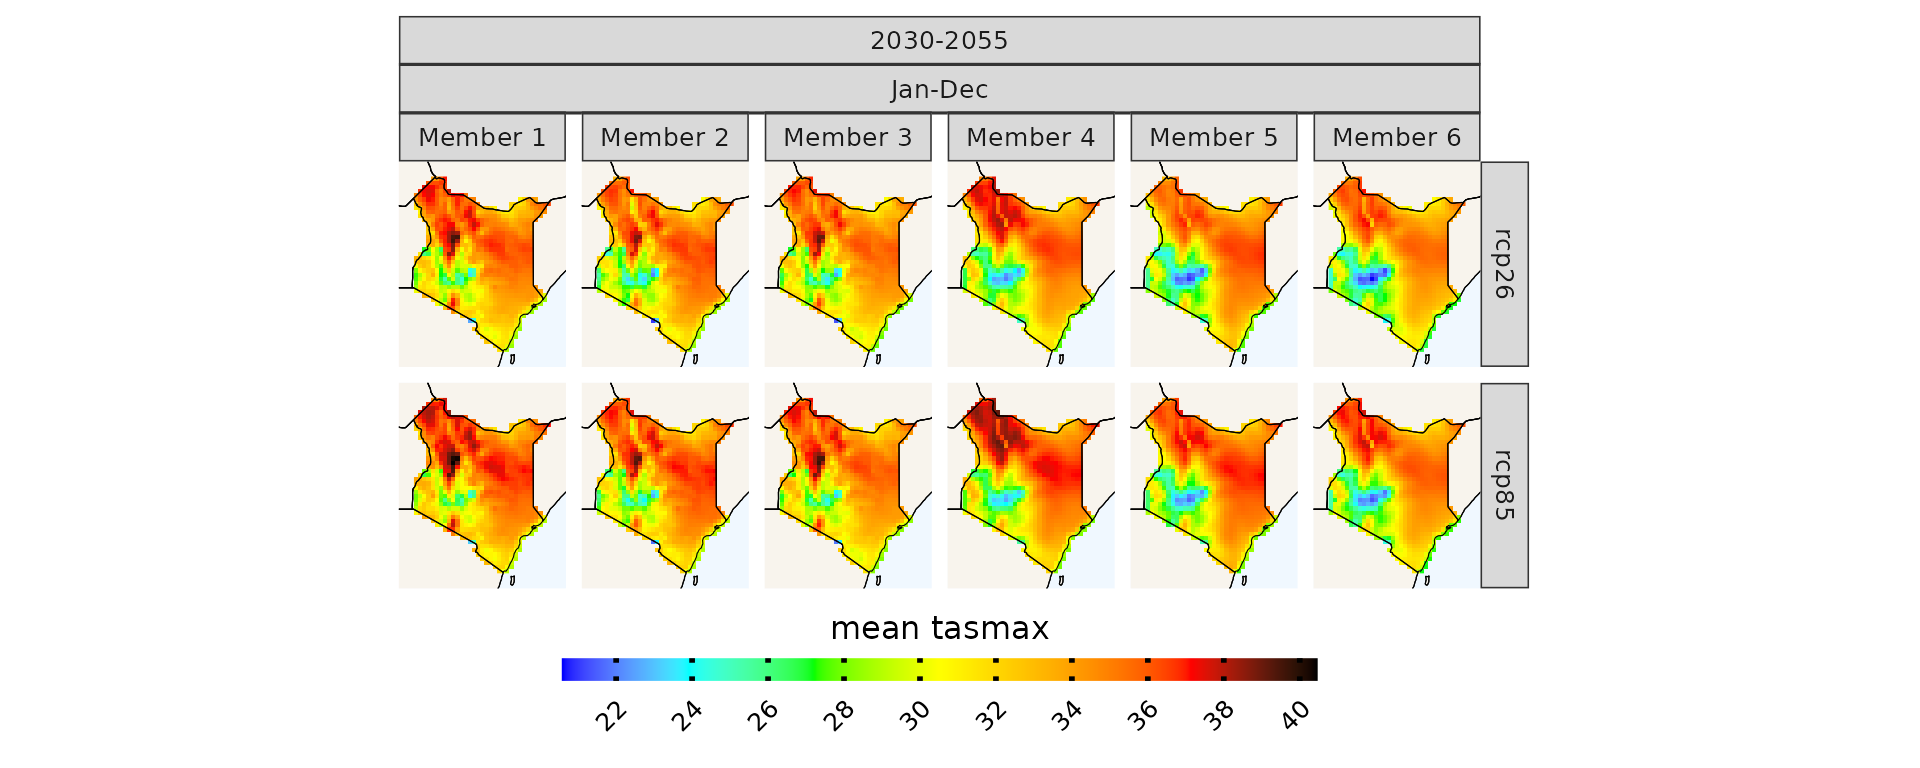 2030-2055
Jan-Dec
Member 1 Member 2 Member 3 Member 4 Member 5 Member 6
rcp26
rcp85
mean tasmax
22 24 26 28 30 32 34 36 38 40